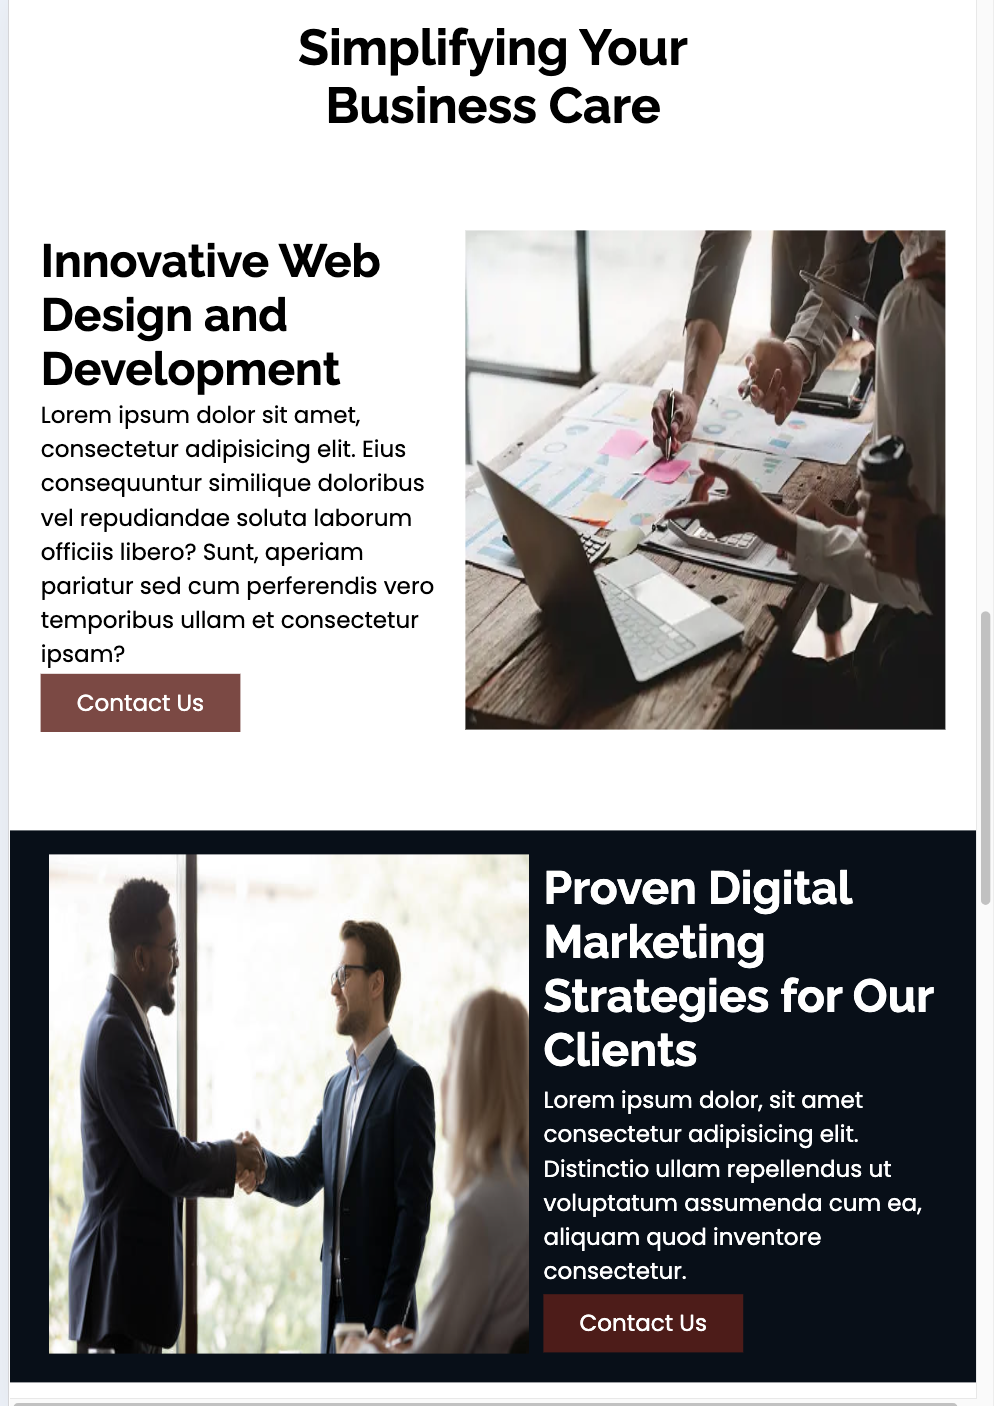 Simplifying Your
Business Care
Innovative Web
Design and
Development
Lorem ipsum dolor sit amet,
consectetur adipisicing elit. Eius
consequuntur similique doloribus
vel repudiandae soluta laborum
officiis libero? Sunt, aperiam
pariatur sed cum perferendis vero
temporibus ullam et consectetur
ipsam?
Contact Us
Proven Digital
Marketing
Strategies for Our
Clients
Lorem ipsum dolor, sit amet
consectetur adipisicing elit.
Distinctio ullam repellendus ut
voluptatum assumenda cum ea,
aliquam quod inventore
consectetur.
Contact Us